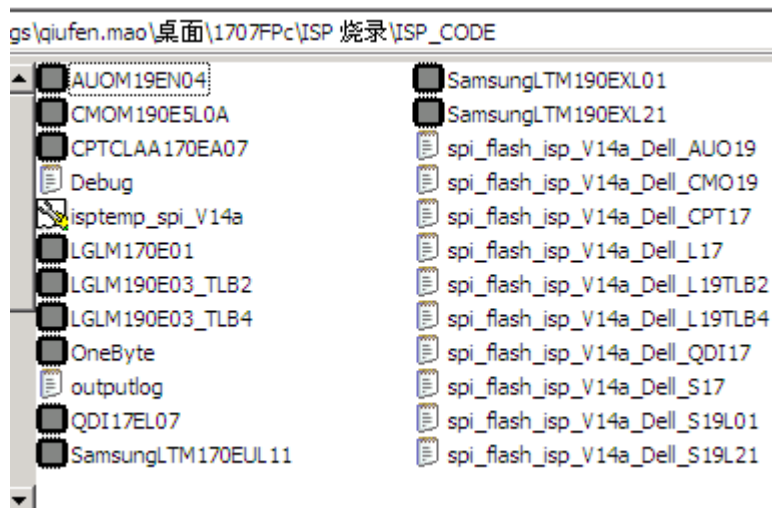 gs\qiufen.mao\桌面\1707FPc\ISP 烧录\ISP_CODE
AUOM19EN04
CMOM190E5L0A
CPTCLAA170EA07
Debug
isptemp_spi_V14a
LGLM170E01
LGLM190E03_TLB2
LGLM190E03_TLB4
OneByte
outputlog
QDI17EL07
SamsungLTM170EUL11
SamsungLTM190EXL01
SamsungLTM190EXL21
spi_flash_isp_V14a_Dell_AUO19
spi_flash_isp_V14a_Dell_CMO19
spi_flash_isp_V14a_Dell_CPT17
spi_flash_isp_V14a_Dell_L17
spi_flash_isp_V14a_Dell_L19TLB2
spi_flash_isp_V14a_Dell_L19TLB4
spi_flash_isp_V14a_Dell_QDI17
spi_flash_isp_V14a_Dell_S17
spi_flash_isp_V14a_Dell_S19L01
spi_flash_isp_V14a_Dell_S19L21